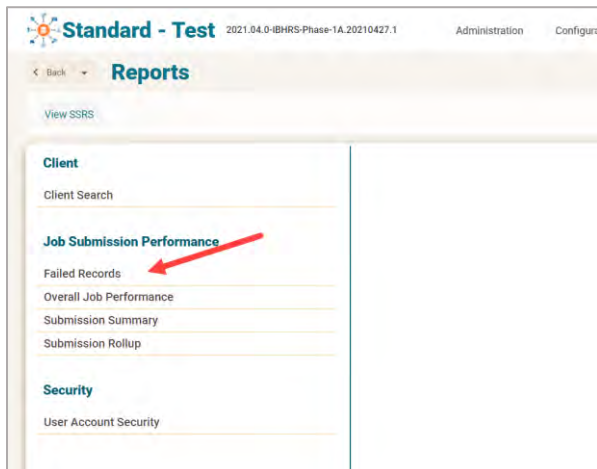 Standard - Test 2021.04.0-IBHRS-Phase-1A.20210427.1 Administration
Back Reports
View SSRS
Client
Client Search
Job Submission Performance
Failed Records
Overall Job Performance
Submission Summary
Submission Rollup
Security
User Account Security